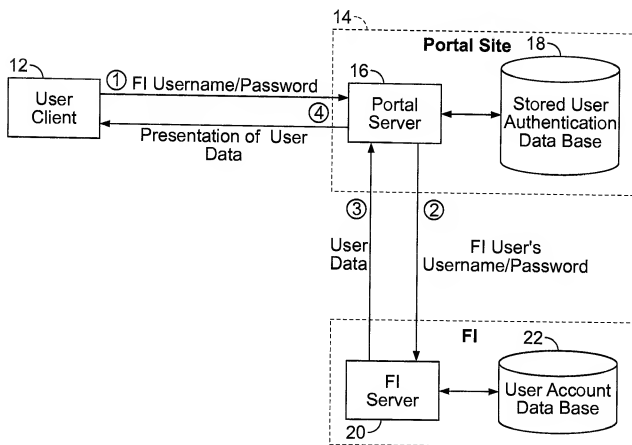 14
Portal Site
18
12
① FI Username/Password
16
User
Client
④
Portal
Server
Stored User
Authentication
Data Base
Presentation of User
Data
③
②
User
Data
FI User's
Username/Password
FI
22
FI
Server
User Account
Data Base
20